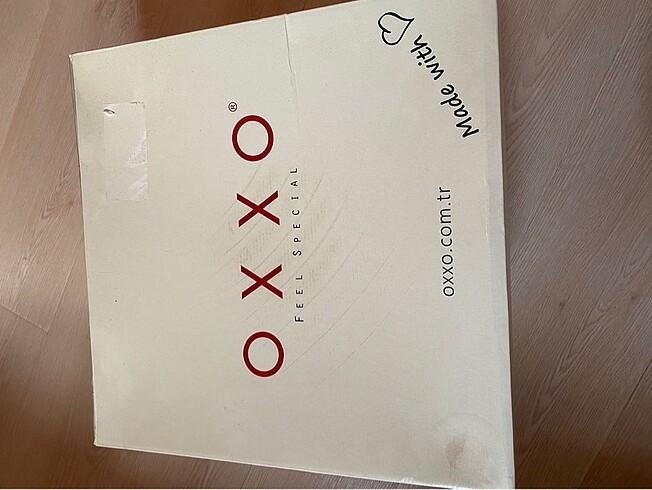 OXXO®
FEEL SPECIAL
oxxo.com.tr
Made with ♡